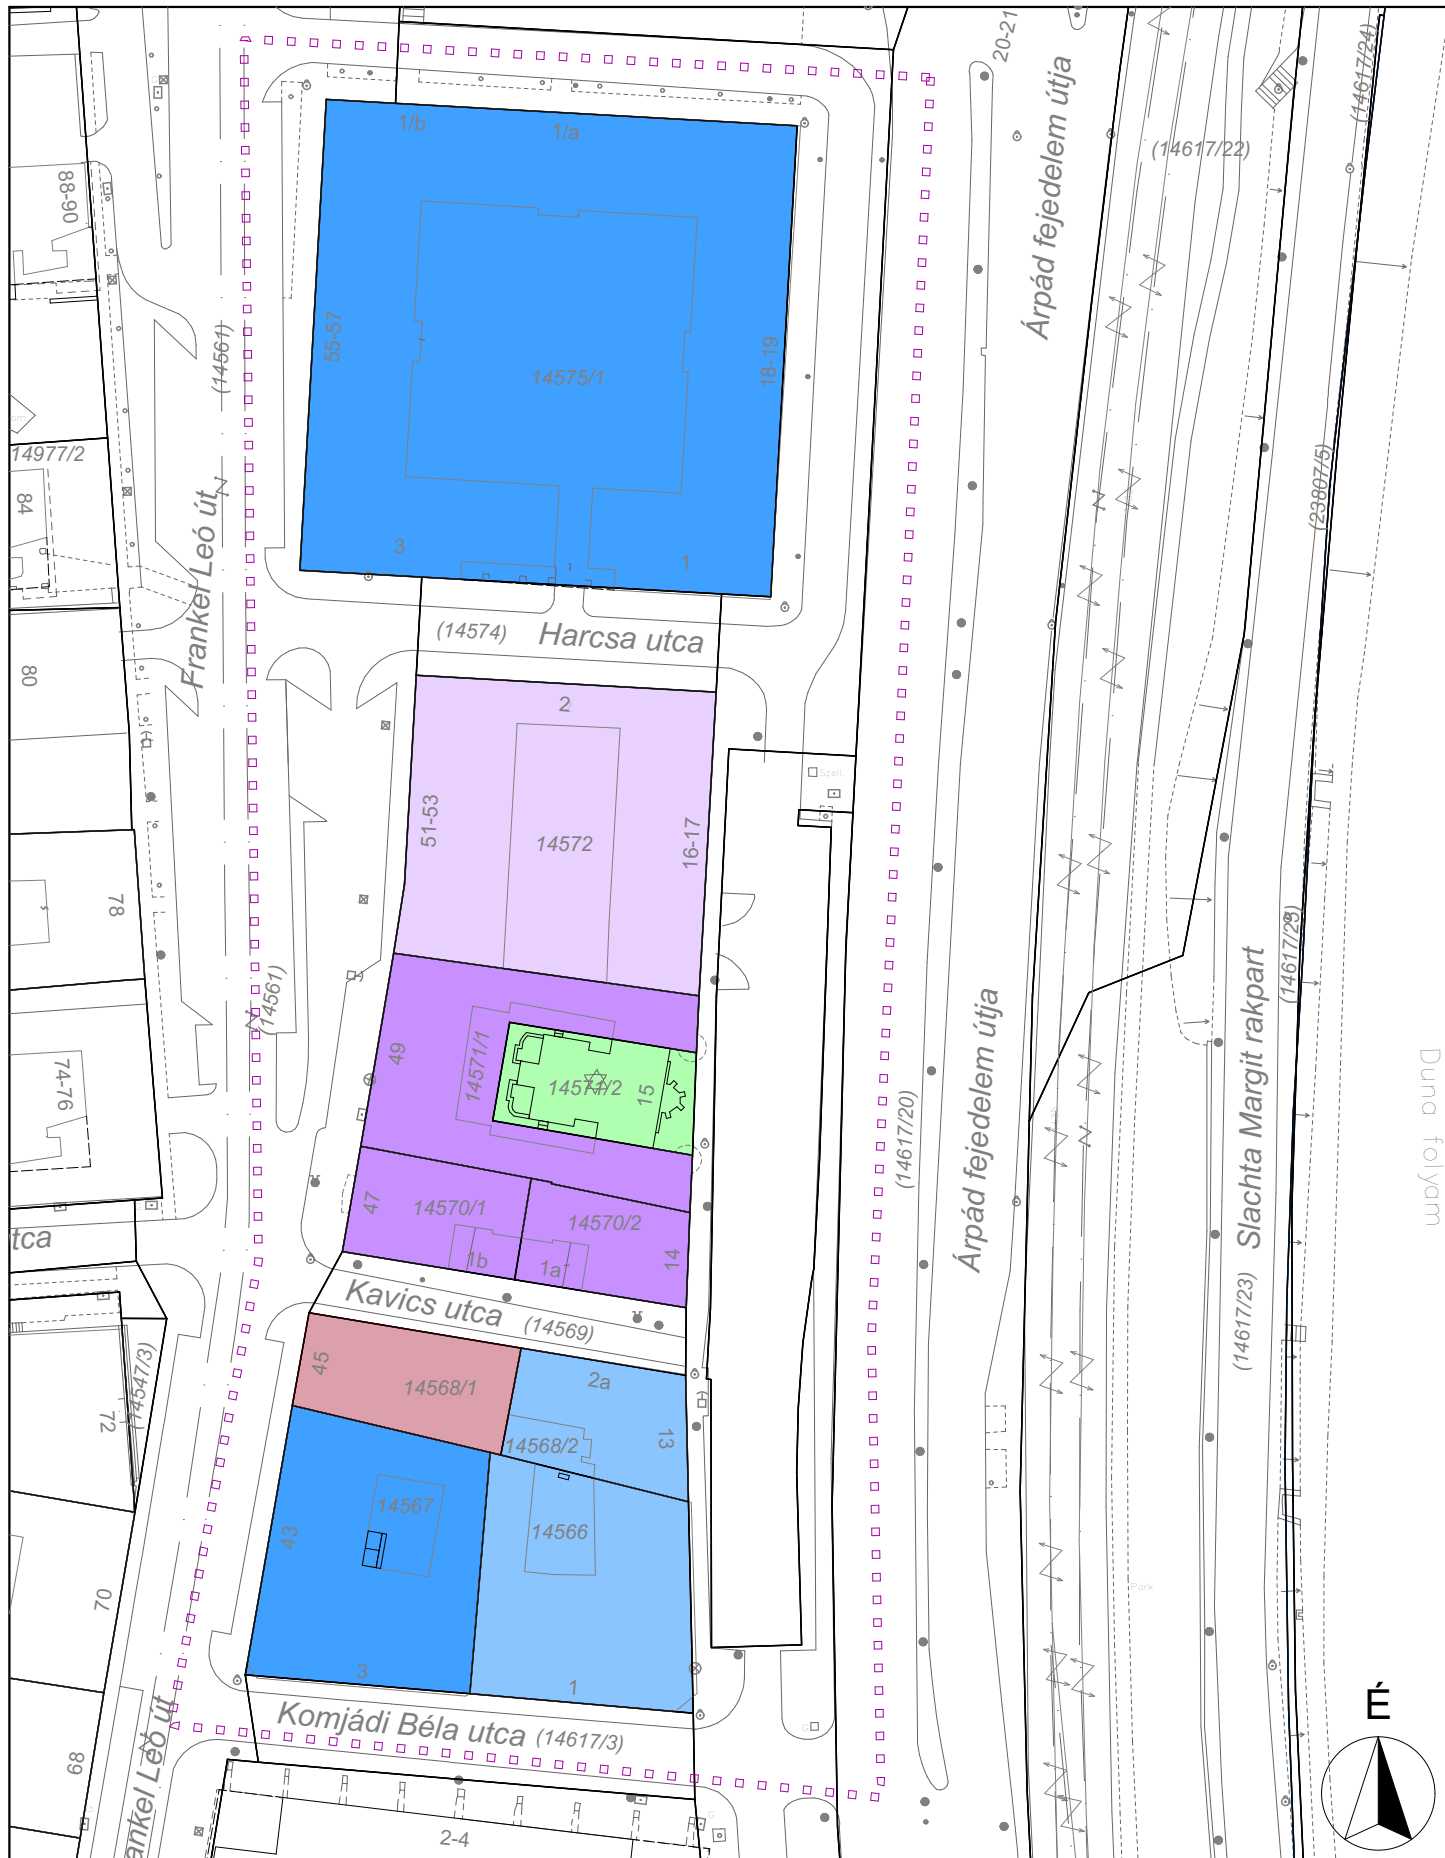 20-21
(14617/24)
1/b
1/a
Árpád fejedelem útja
(14617/22)
88-90
55-57
18-19
(14561)
14575/1
14977/2
84
(23807/5)
Frankel Leó út
3
1
(14574)
Harcsa utca
80
2
Szell.
51-53
16-17
14572
78
(14561)
Árpád fejedelem útja
(14617/25)
Slachta Margit rakpart
49
14571/1
14571/2
15
74-76
(14617/20)
Duna folyam
47
14570/1
14570/2
14
tca
1b
1a
Kavics utca
(14569)
(14617/23)
45
14568/1
2a
(14547/3)
72
13
14568/2
14567
14566
43
70
Park
3
1
É
Komjádi Béla utca
(14617/3)
G
68
ankel Leó út
G
2-4